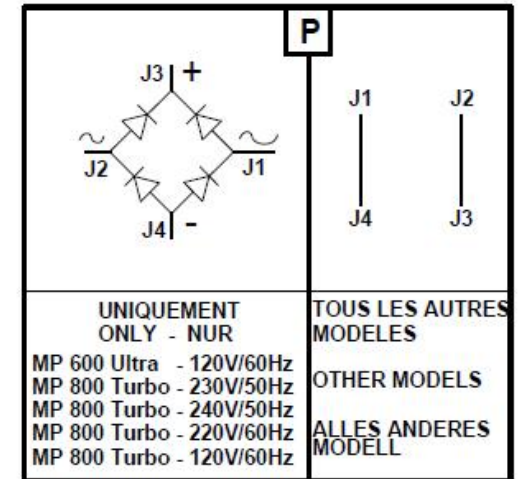 P
J3 +
J2
J1
J4 -
J1 J2
J4 J3
UNIQUEMENT
ONLY - NUR
MP 600 Ultra - 120V/60Hz
MP 800 Turbo - 230V/50Hz
MP 800 Turbo - 240V/50Hz
MP 800 Turbo - 220V/60Hz
MP 800 Turbo - 120V/60Hz
TOUS LES AUTRES
MODELES
OTHER MODELS
ALLES ANDERES
MODELL